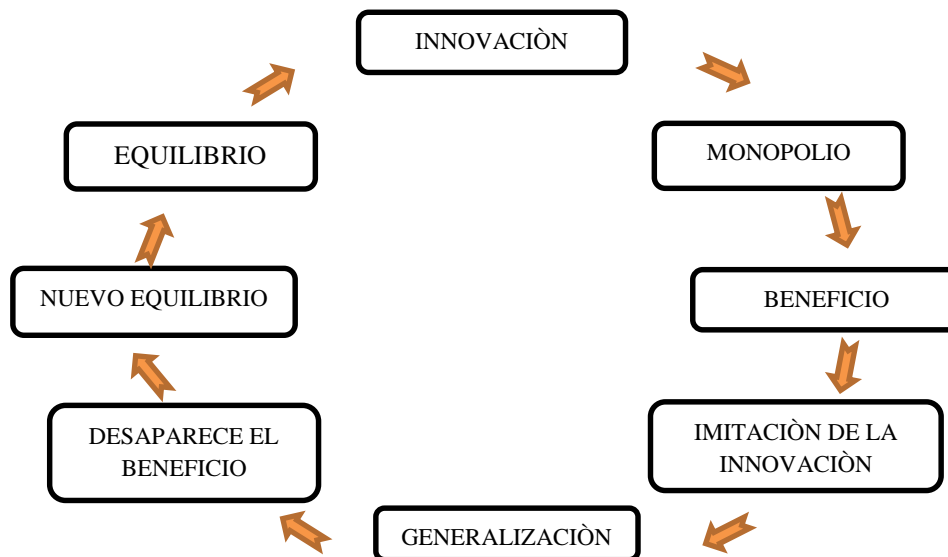 INNOVACIÒN
MONOPOLIO
BENEFICIO
IMITACIÒN DE LA
INNOVACIÒN
GENERALIZACIÒN
DESAPARECE EL
BENEFICIO
NUEVO EQUILIBRIO
EQUILIBRIO